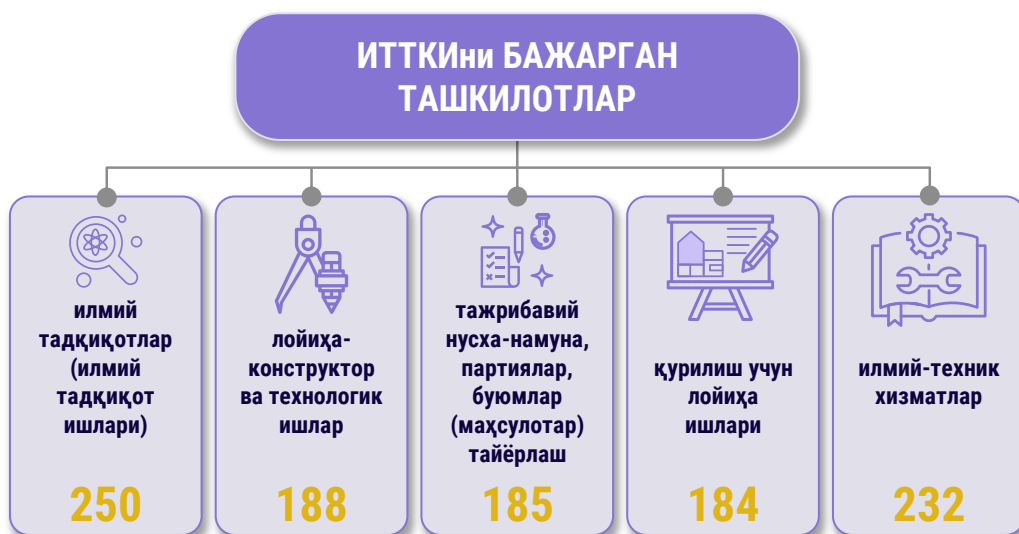 ИТТКИни БАЖАРГАН
ТАШКИЛОТЛАР
илмий
тадқиқотлар
(илмий
тадқиқот
ишлари)
250
лойиҳа-
конструктор
ва технологик
ишлар
188
тажрибавий
нусха-намуна,
партиялар,
буюмлар
(маҳсулотар)
тайёрлаш
185
қурилиш учун
лойиҳа
ишлари
184
илмий-техник
хизматлар
232